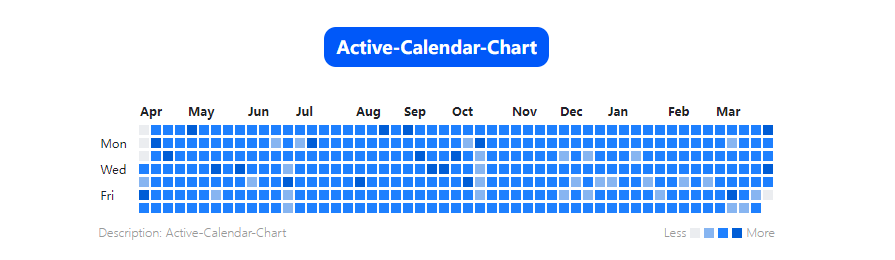 Active-Calendar-Chart
Apr May Jun Jul Aug Sep Oct Nov Dec Jan Feb Mar
Mon
Wed
Fri
Description: Active-Calendar-Chart Less More